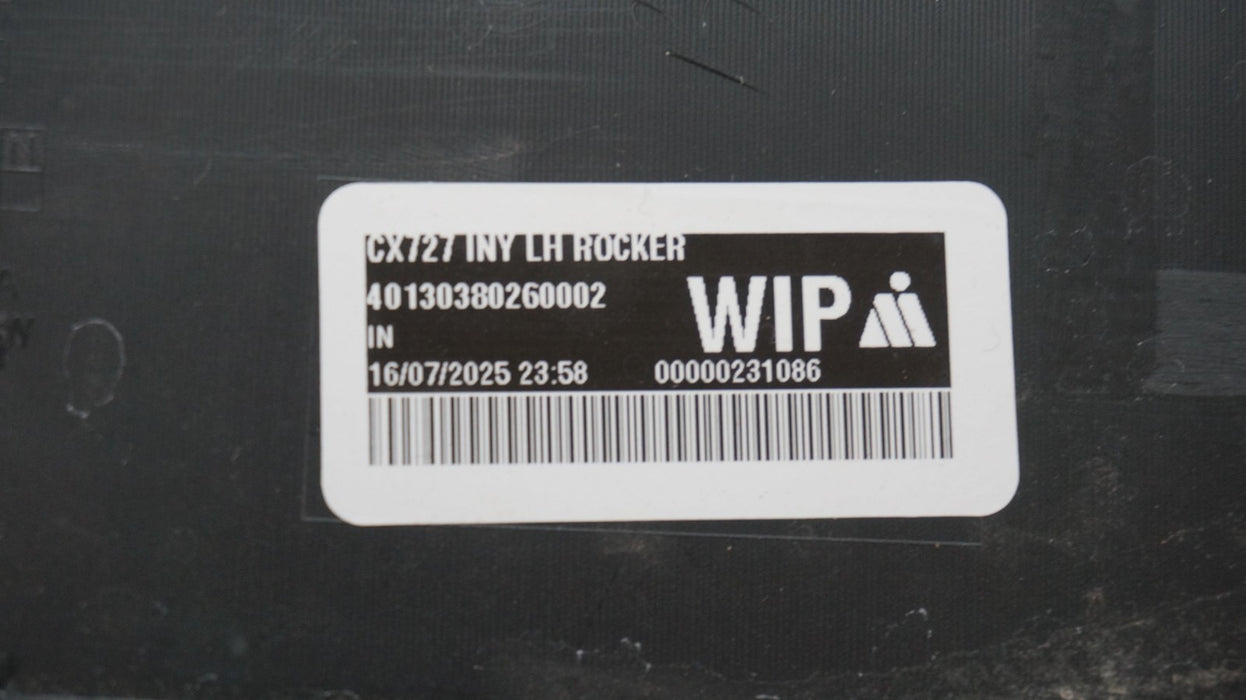 CX727 INY LH ROCKER
40130380260002
WIP
IN
16/07/2025 23:58 00000231086